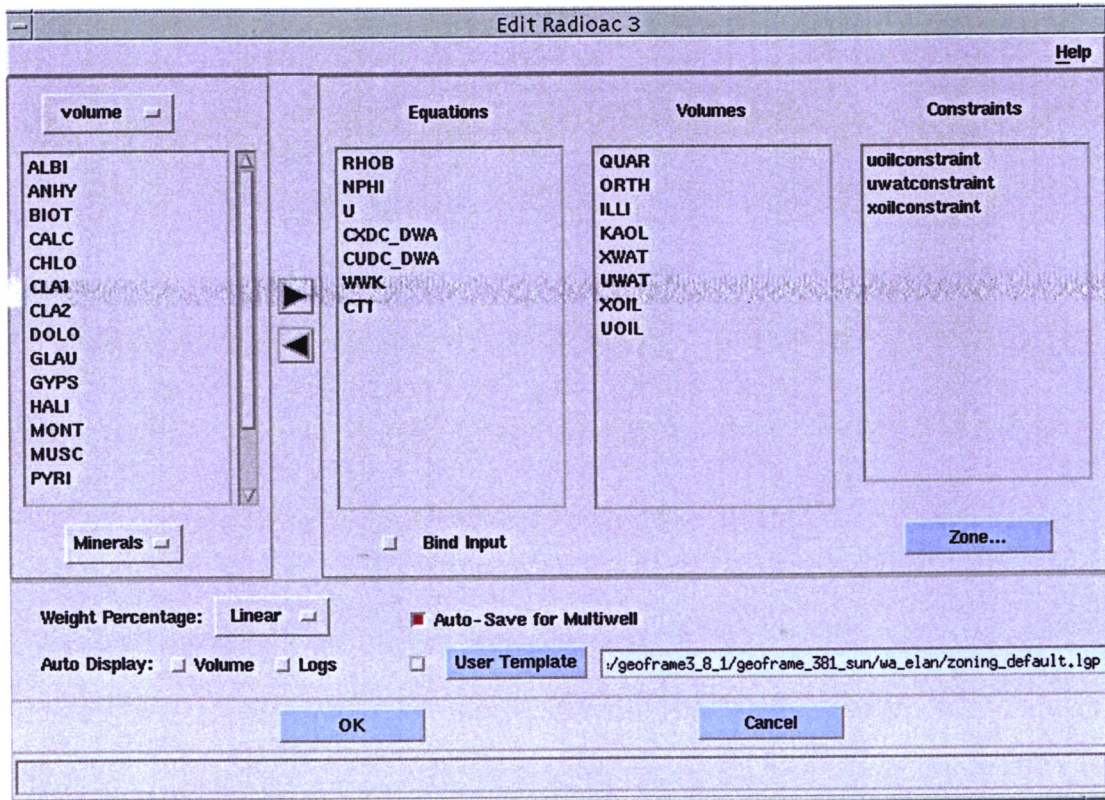 Edit Radioac 3
Help
volume
ALBI
ANHY
BIOT
CALC
CHLO
CLA1
CLA2
DOLO
GLAU
GYPS
HALI
MONT
MUSC
PYRI
Minerals
Equations
RHOB
NPHI
U
CXDC_DWA
CUDC_DWA
WWK
CT1
Bind Input
Volumes
QUAR
ORTH
ILLI
KAOL
XWAT
UWAT
XOIL
UOIL
Constraints
uoilconstraint
uwatconstraint
xoilconstraint
Zone...
Weight Percentage: Linear
Auto-Save for Multiwell
Auto Display: Volume Logs
User Template :/geoframe3_8_1/geoframe_381_sun/wa_elan/zoning_default.lgp
OK Cancel